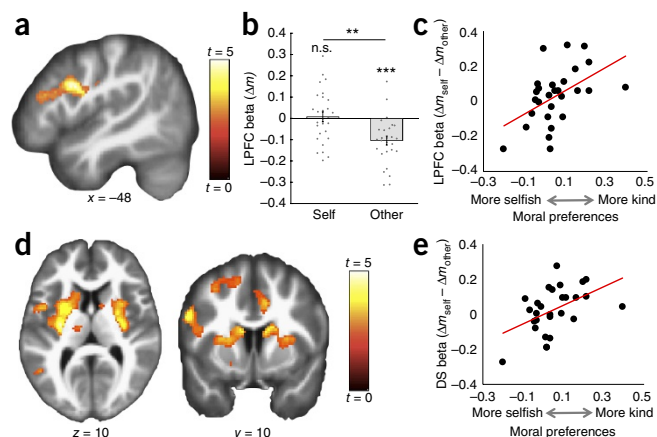 a
t = 5
t = 0
x = –48
b
**
n.s.
***
LPFC beta (Δm)
0.4
0.3
0.2
0.1
0
–0.1
–0.2
–0.3
–0.4
Self Other
c
LPFC beta (Δmself – Δmother)
0.4
0.2
0
–0.2
–0.4
–0.3 –0.1 0.1 0.3 0.5
More selfish More kind
Moral preferences
d
t = 5
t = 0
z = 10
y = 10
e
DS beta (Δmself – Δmother)
0.4
0.2
0
–0.2
–0.4
–0.3 –0.1 0.1 0.3 0.5
More selfish More kind
Moral preferences